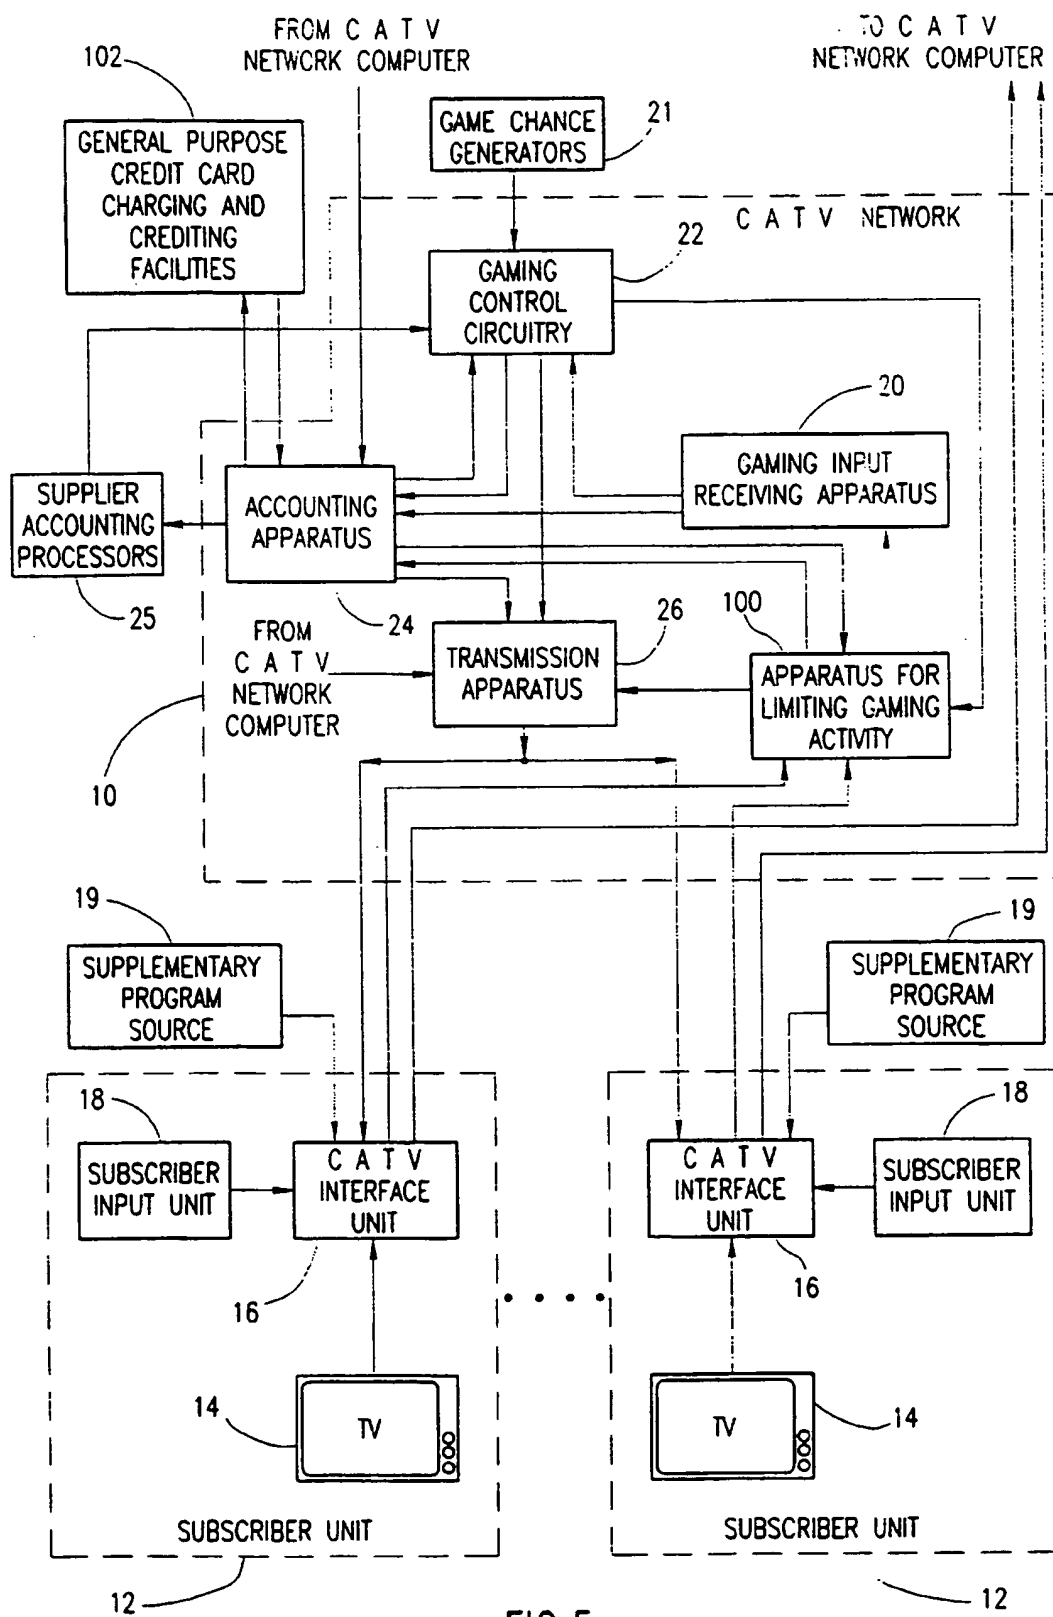 FROM C A T V
NETWORK COMPUTER
TO C A T V
NETWORK COMPUTER
102
GENERAL PURPOSE
CREDIT CARD
CHARGING AND
CREDITING
FACILITIES
GAME CHANCE
GENERATORS
21
C A T V NETWORK
22
GAMING
CONTROL
CIRCUITRY
20
GAMING INPUT
RECEIVING APPARATUS
SUPPLIER
ACCOUNTING
PROCESSORS
25
ACCOUNTING
APPARATUS
24
FROM
C A T V
NETWORK
COMPUTER
26
TRANSMISSION
APPARATUS
100
APPARATUS FOR
LIMITING GAMING
ACTIVITY
10
19
SUPPLEMENTARY
PROGRAM
SOURCE
19
SUPPLEMENTARY
PROGRAM
SOURCE
18
SUBSCRIBER
INPUT UNIT
C A T V
INTERFACE
UNIT
16
C A T V
INTERFACE
UNIT
16
18
SUBSCRIBER
INPUT UNIT
14
TV
TV
14
SUBSCRIBER UNIT
SUBSCRIBER UNIT
12
12